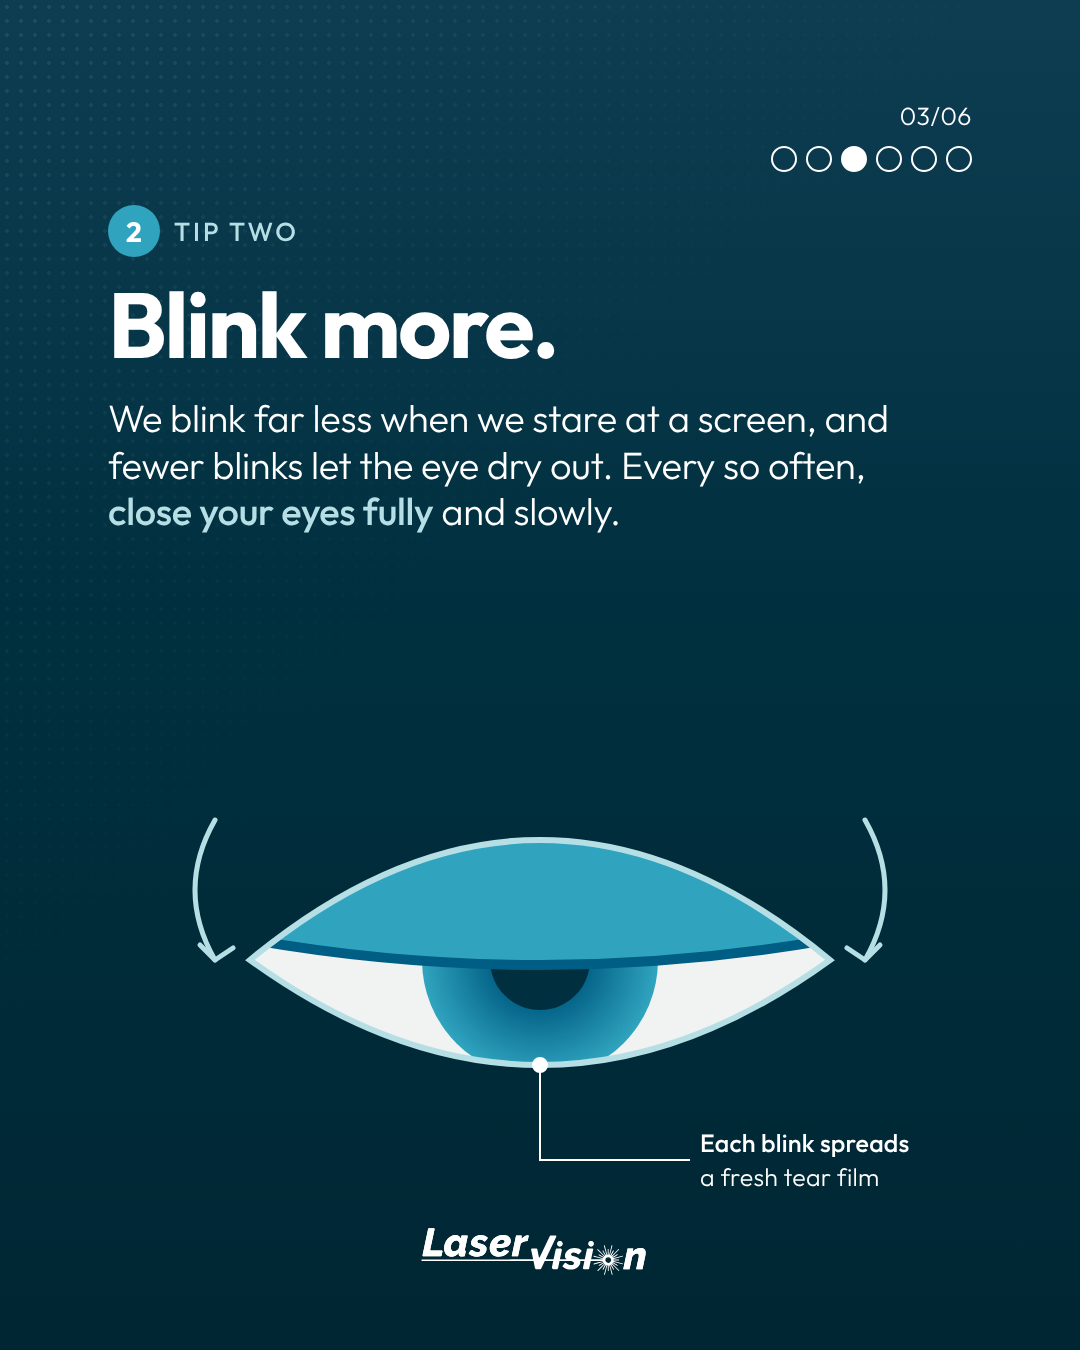 03/06
2 TIP TWO
Blink more.
We blink far less when we stare at a screen, and
fewer blinks let the eye dry out. Every so often,
close your eyes fully and slowly.
Each blink spreads
a fresh tear film
LaserVision